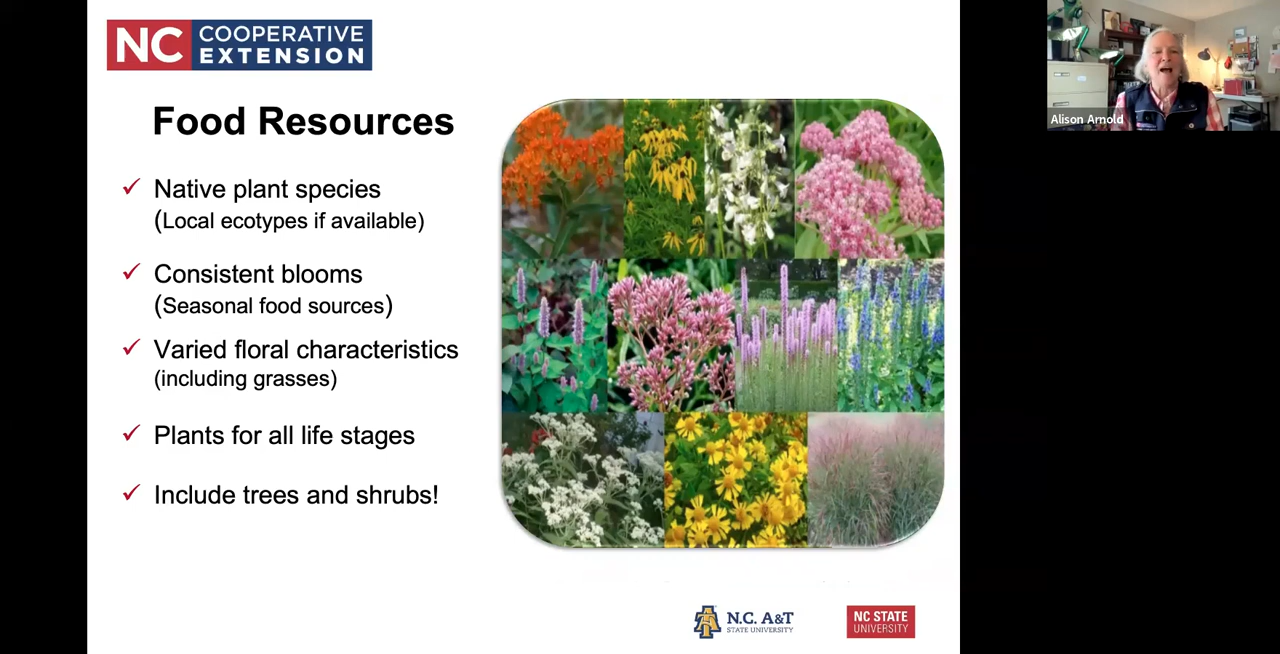 NC COOPERATIVE
EXTENSION
Food Resources
Native plant species
(Local ecotypes if available)
Consistent blooms
(Seasonal food sources)
Varied floral characteristics
(including grasses)
Plants for all life stages
Include trees and shrubs!
N.C. A&T
STATE UNIVERSITY
NC STATE
UNIVERSITY
Alison Arnold